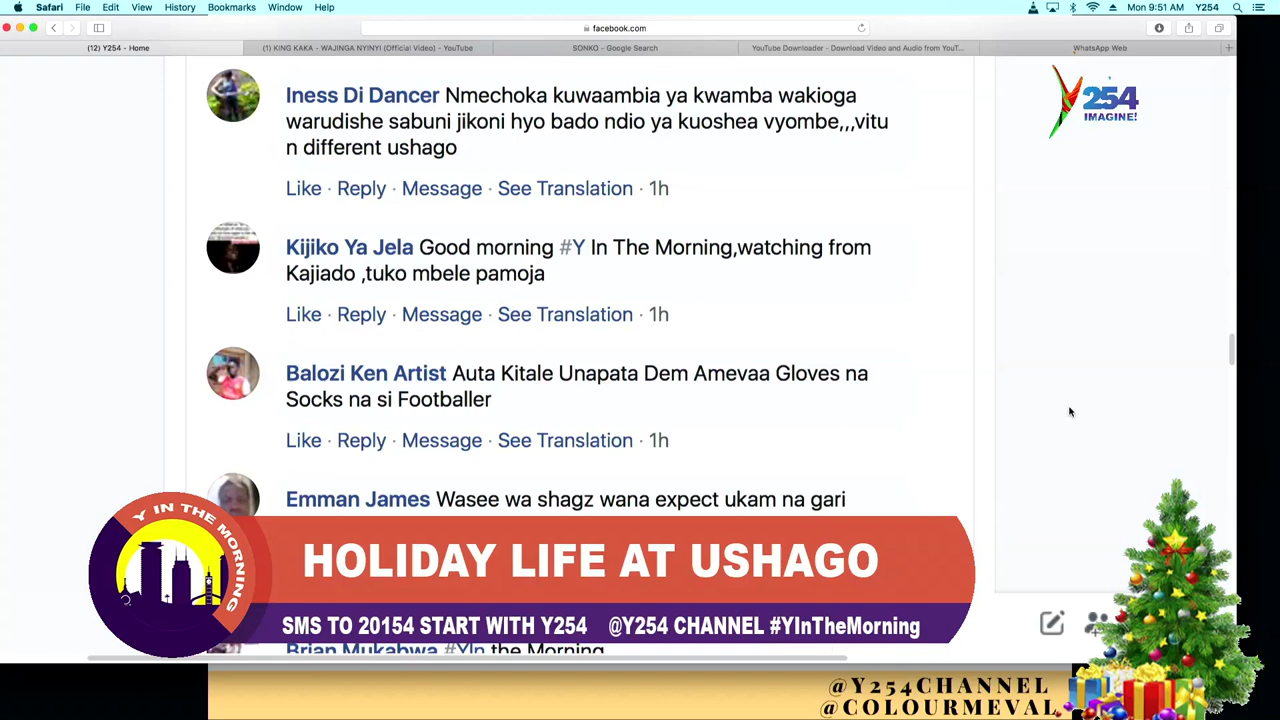 Safari File Edit View History Bookmarks Window Help Mon 9:51 AM Y254
facebook.com
(12) Y254 - Home
(1) KING KAKA - WAJINGA NYINYI (Official Video) - YouTube
SONKO - Google Search
YouTube Downloader - Download Video and Audio from YouT...
WhatsApp Web
Y254
IMAGINE!
Iness Di Dancer Nmechoka kuwaambia ya kwamba wakioga
warudishe sabuni jikoni hyo bado ndio ya kuoshea vyombe,,,vitu
n different ushago
Like · Reply · Message · See Translation · 1h
Kijiko Ya Jela Good morning #Y In The Morning,watching from
Kajiado ,tuko mbele pamoja
Like · Reply · Message · See Translation · 1h
Balozi Ken Artist Auta Kitale Unapata Dem Amevaa Gloves na
Socks na si Footballer
Like · Reply · Message · See Translation · 1h
Emman James Wasee wa shagz wana expect ukam na gari
Y IN THE MORNING
HOLIDAY LIFE AT USHAGO
SMS TO 20154 START WITH Y254 @Y254 CHANNEL #YInTheMorning
Brian Mukabwa #YIn the Morning
@Y254CHANNEL
@COLOURMEVAL